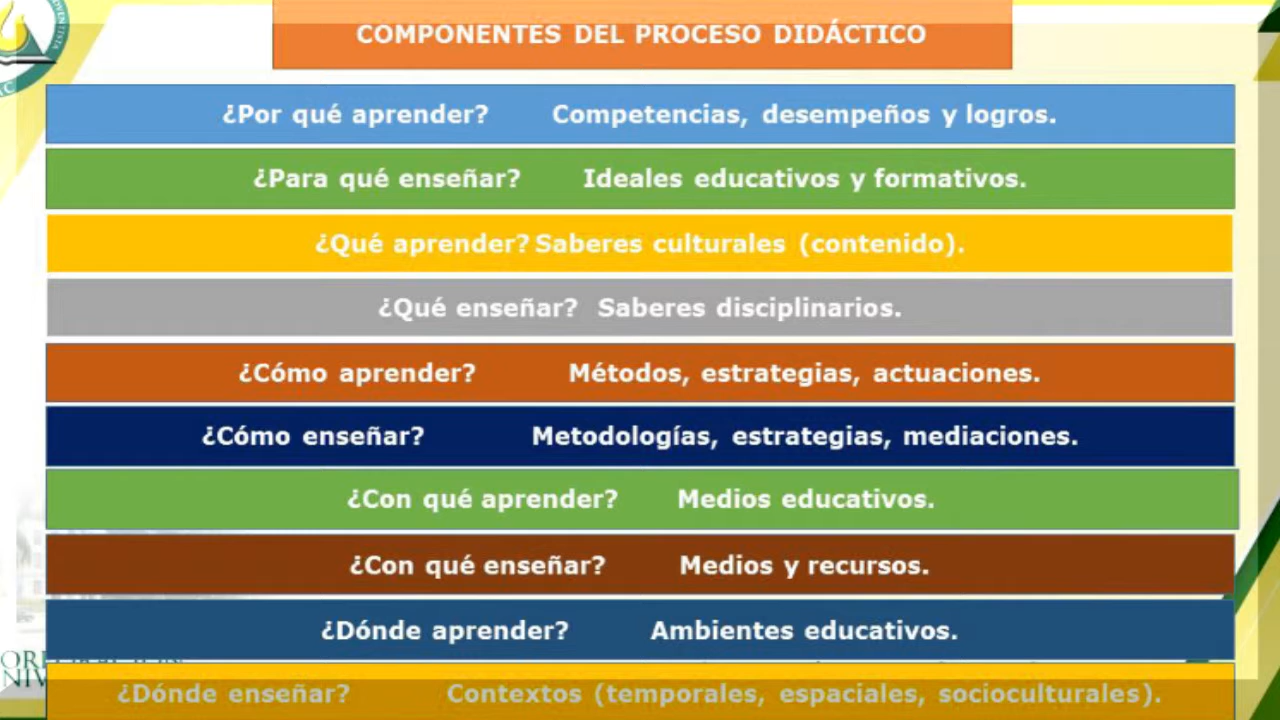 COMPONENTES DEL PROCESO DIDÁCTICO
¿Por qué aprender? Competencias, desempeños y logros.
¿Para qué enseñar? Ideales educativos y formativos.
¿Qué aprender? Saberes culturales (contenido).
¿Qué enseñar? Saberes disciplinarios.
¿Cómo aprender? Métodos, estrategias, actuaciones.
¿Cómo enseñar? Metodologías, estrategias, mediaciones.
¿Con qué aprender? Medios educativos.
¿Con qué enseñar? Medios y recursos.
¿Dónde aprender? Ambientes educativos.
¿Dónde enseñar? Contextos (temporales, espaciales, socioculturales).